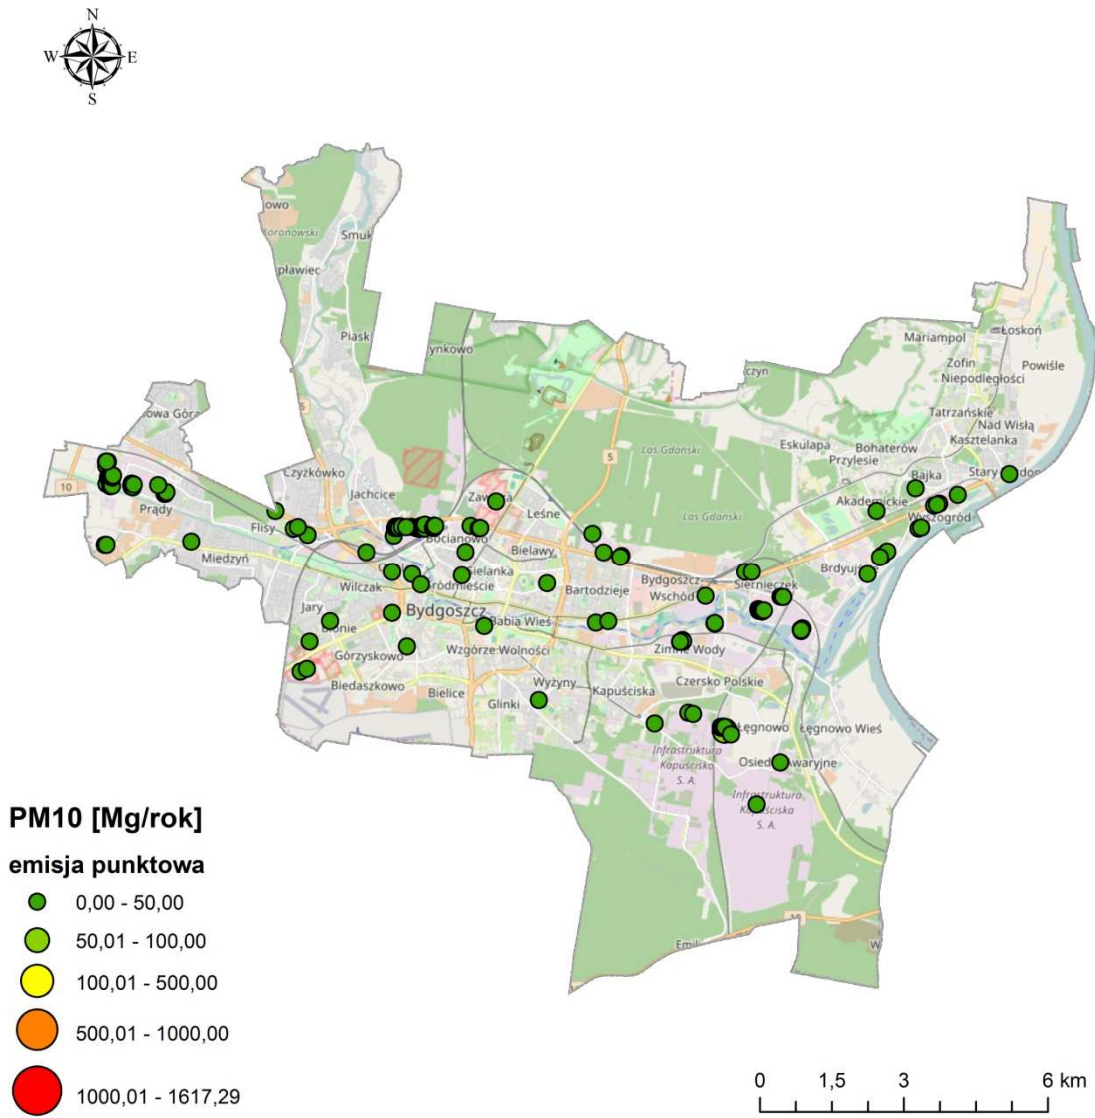 N
W E
S
owo
Koronowski
Smuk
pławiec
Piask
ynkowo
czyn
Łoskoń
Mariampol
Zofin
Powiśle
Niepodległości
5
5
Tatrzańskie
Las Gdański
Eskulapa
Bohaterów
Nad Wisłą
Przylesie
Kasztelanka
owa Góra
Czyżkówko
Bajka
Stary
10
Jachcice
Akademickie
Prądy
Flisy
Leśne
Las Gdański
Wyszogród
Bocianowo
Miedzyń
Bielawy
Sielanka
Brdyujście
Bydgoszcz-
Wschód
Siernieczek
Wilczak
Śródmieście
Bartodzieje
Jary
Bydgoszcz
Babia Wieś
Błonie
Górzyskowo
Wzgórze Wolności
Zimne Wody
Biedaszkowo
Bielice
Wyżyny
Kapuściska
Czersko Polskie
Glinki
Łęgnowo
Łęgnowo Wieś
Infrastruktura
Kapuściska
S. A.
Osiedle Awaryjne
Infrastruktura
Kapuściska
S. A.
10
Emili
W
PM10 [Mg/rok]
emisja punktowa
0,00 - 50,00
50,01 - 100,00
100,01 - 500,00
500,01 - 1000,00
1000,01 - 1617,29
0 1,5 3 6 km